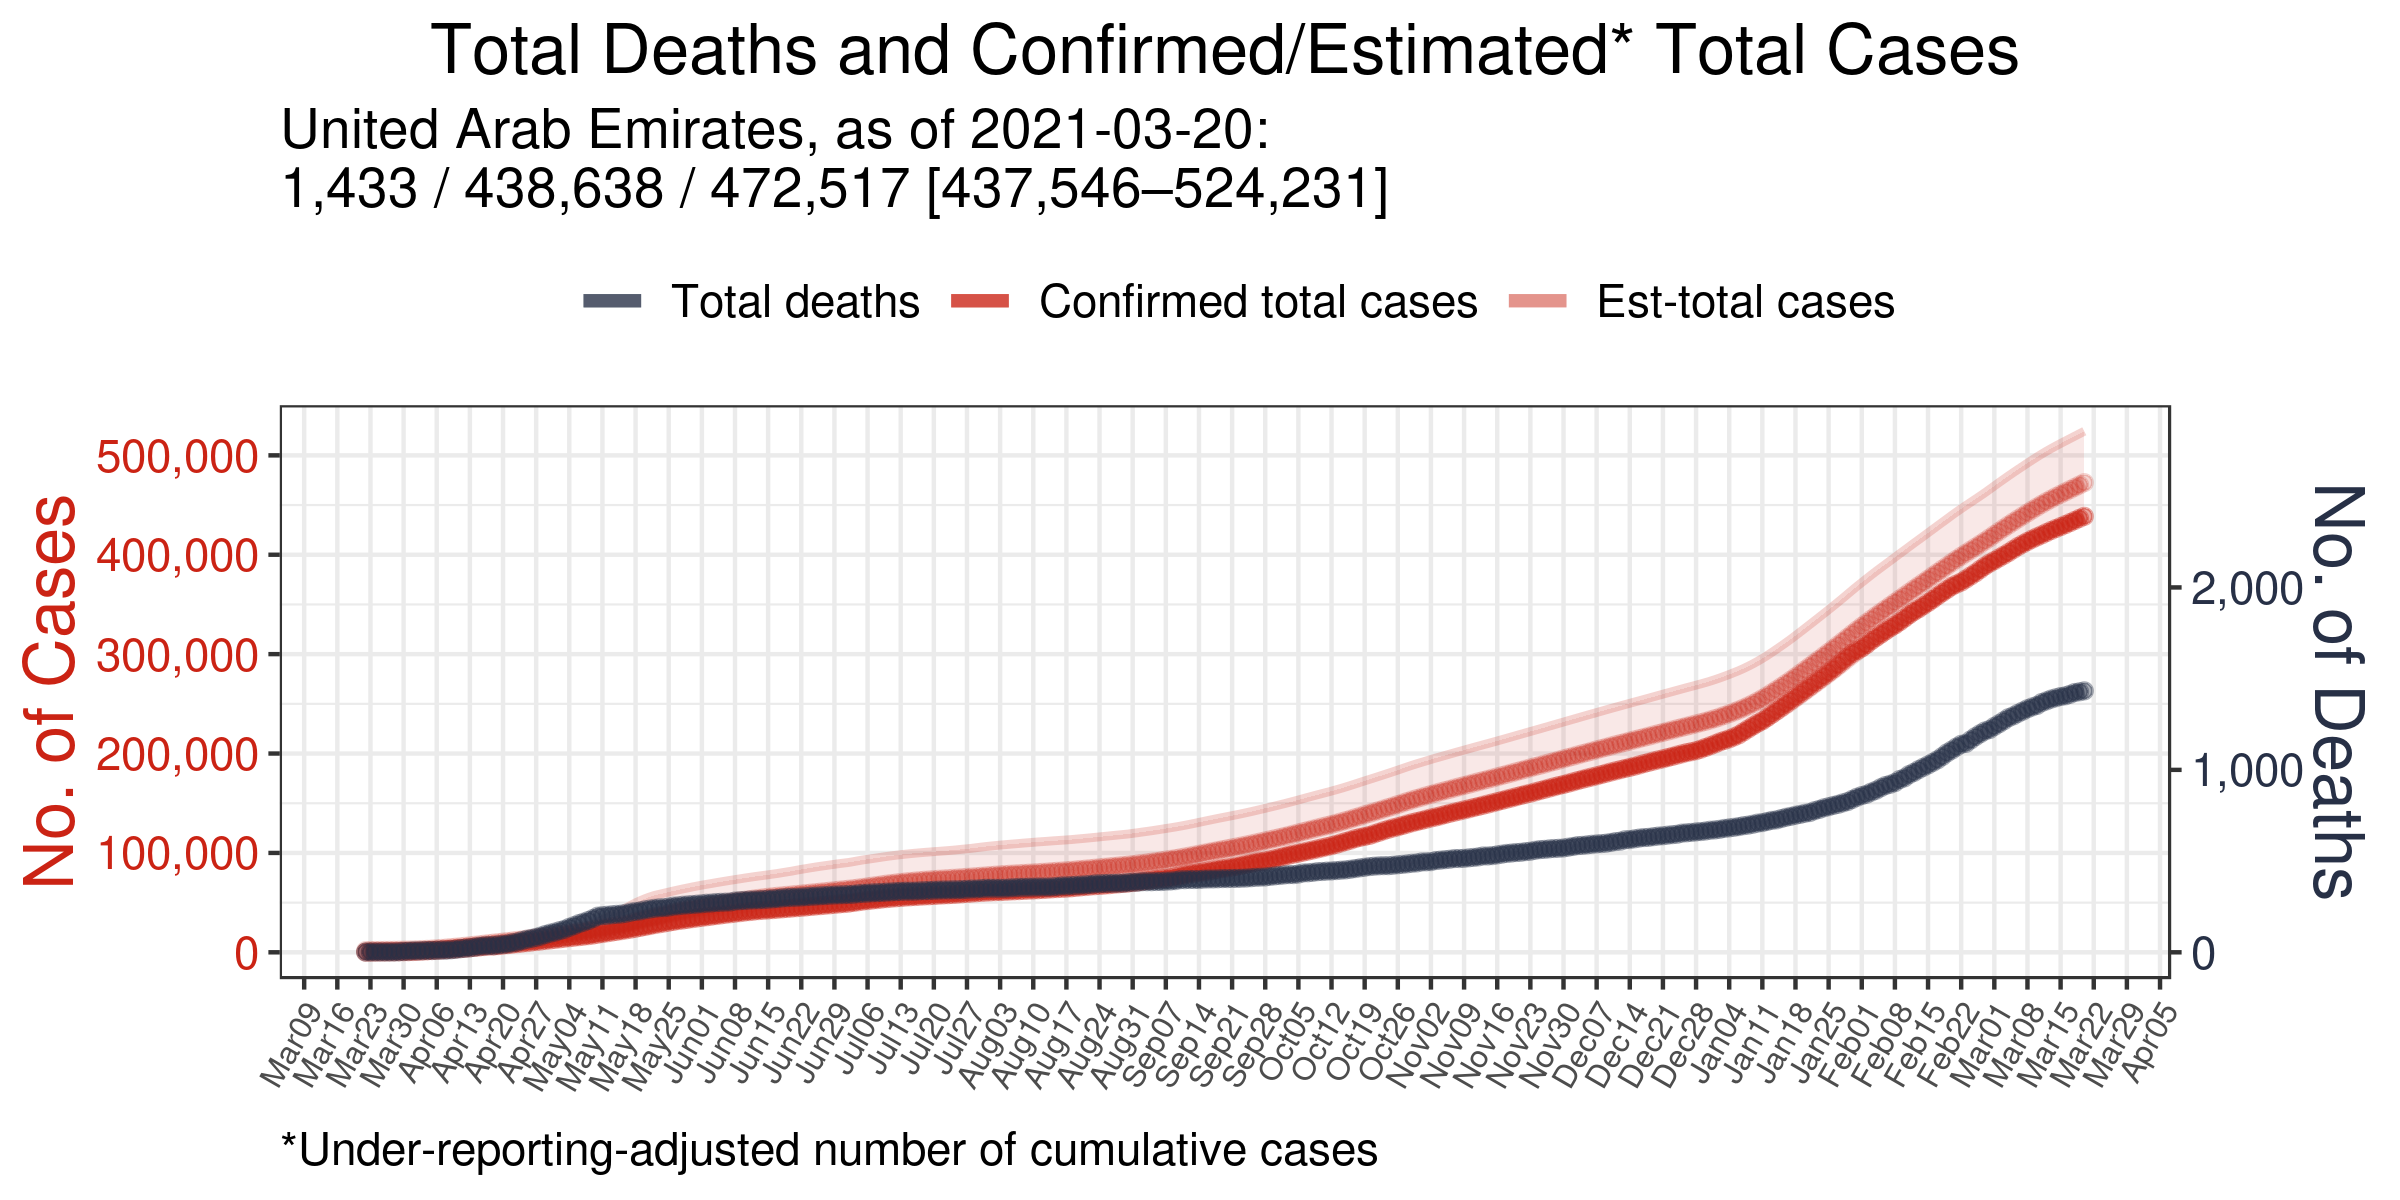 Total Deaths and Confirmed/Estimated* Total Cases
United Arab Emirates, as of 2021-03-20:
1,433 / 438,638 / 472,517 [437,546–524,231]
Total deaths
Confirmed total cases
Est-total cases
No. of Cases
500,000
400,000
300,000
200,000
100,000
0
2,000
1,000
0
No. of Deaths
Mar09
Mar16
Mar23
Mar30
Apr06
Apr13
Apr20
Apr27
May04
May11
May18
May25
Jun01
Jun08
Jun15
Jun22
Jun29
Jul06
Jul13
Jul20
Jul27
Aug03
Aug10
Aug17
Aug24
Aug31
Sep07
Sep14
Sep21
Sep28
Oct05
Oct12
Oct19
Oct26
Nov02
Nov09
Nov16
Nov23
Nov30
Dec07
Dec14
Dec21
Dec28
Jan04
Jan11
Jan18
Jan25
Feb01
Feb08
Feb15
Feb22
Mar01
Mar08
Mar15
Mar22
Mar29
Apr05
*Under-reporting-adjusted number of cumulative cases